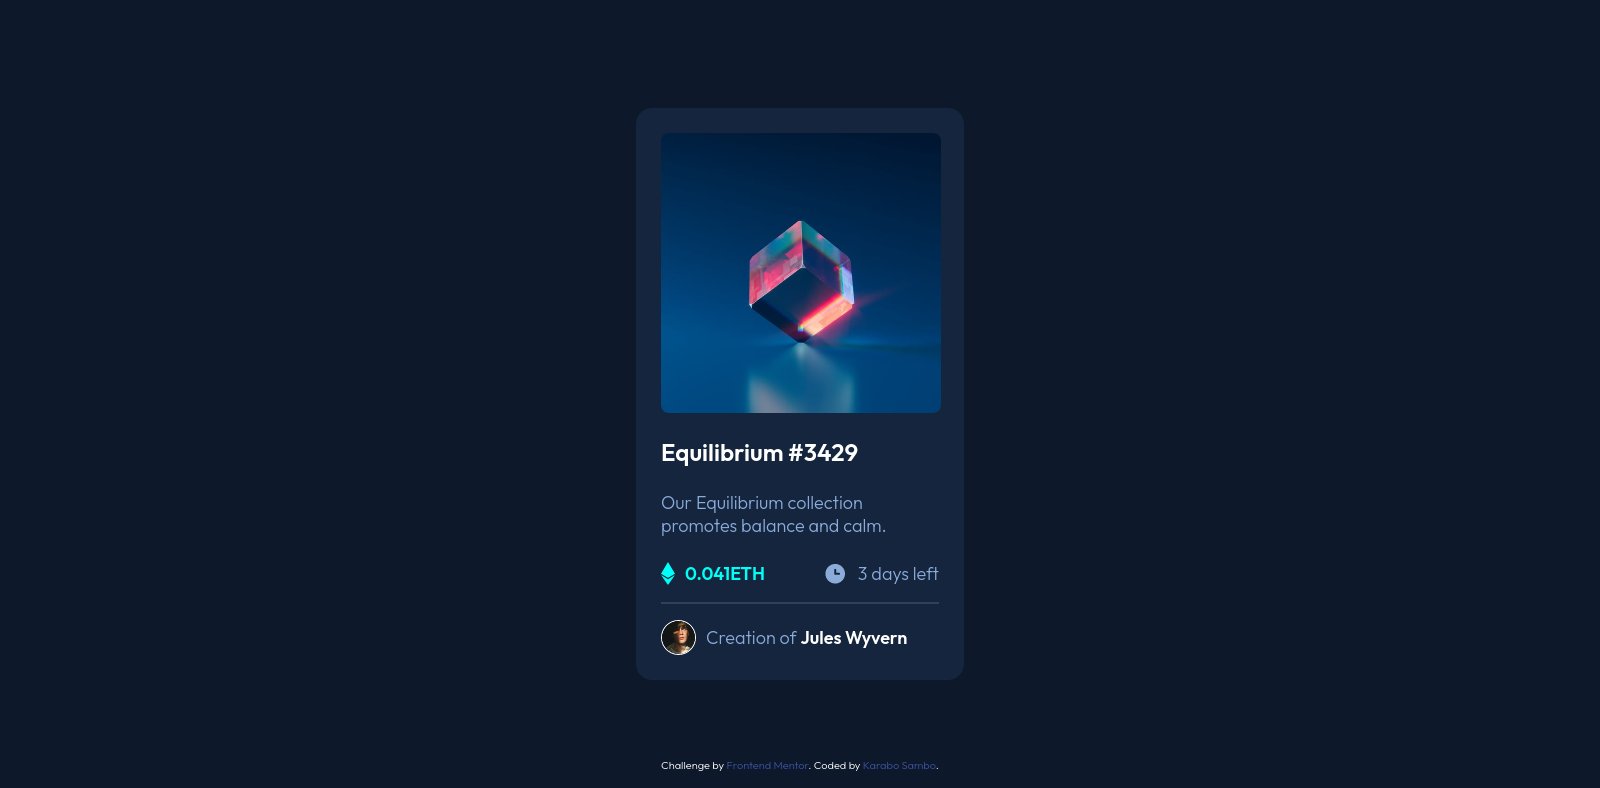 Equilibrium #3429
Our Equilibrium collection
promotes balance and calm.
0.041ETH
3 days left
Creation of Jules Wyvern
Challenge by Frontend Mentor. Coded by Karabo Sambo.